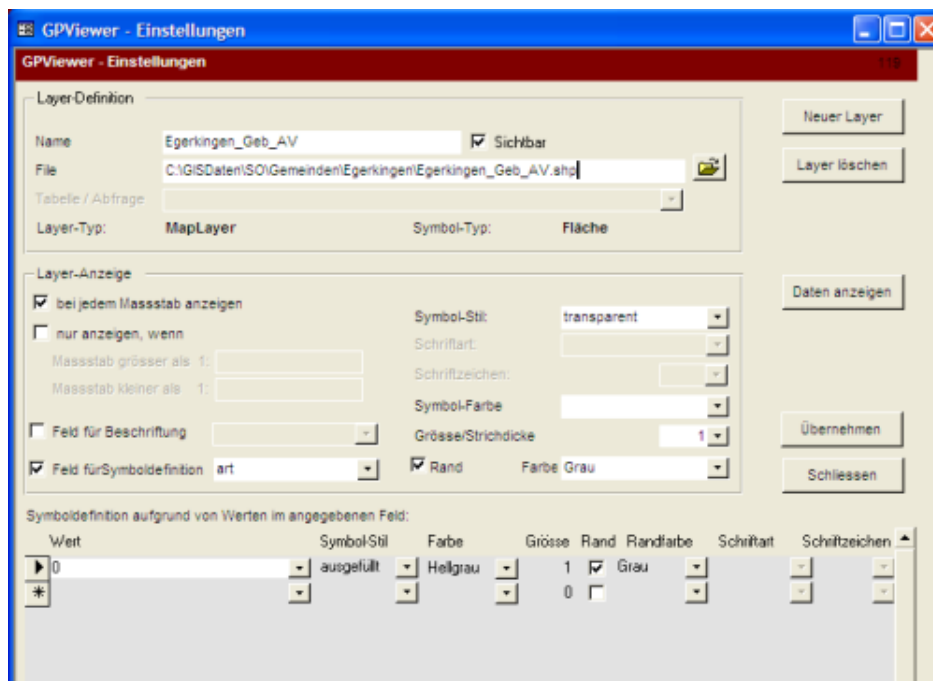 GPViewer - Einstellungen
GPViewer - Einstellungen 119
Layer-Definition
Neuer Layer
Name Egerkingen_Geb_AV Sichtbar
File C:\GISDaten\SO\Gemeinden\Egerkingen\Egerkingen_Geb_AV.shp
Layer löschen
Tabelle / Abfrage
Layer-Typ: MapLayer Symbol-Typ: Fläche
Layer-Anzeige
Daten anzeigen
bei jedem Massstab anzeigen
Symbol-Stil: transparent
nur anzeigen, wenn
Schriftart:
Massstab grösser als 1:
Schriftzeichen:
Massstab kleiner als 1:
Symbol-Farbe
Feld für Beschriftung Grösse/Strichdicke 1
Übernehmen
Feld fürSymboldefinition art Rand Farbe Grau
Schliessen
Symboldefinition aufgrund von Werten im angegebenen Feld:
Wert Symbol-Stil Farbe Grösse Rand Randfarbe Schriftart Schriftzeichen
0 ausgefüllt Hellgrau 1 Grau
0